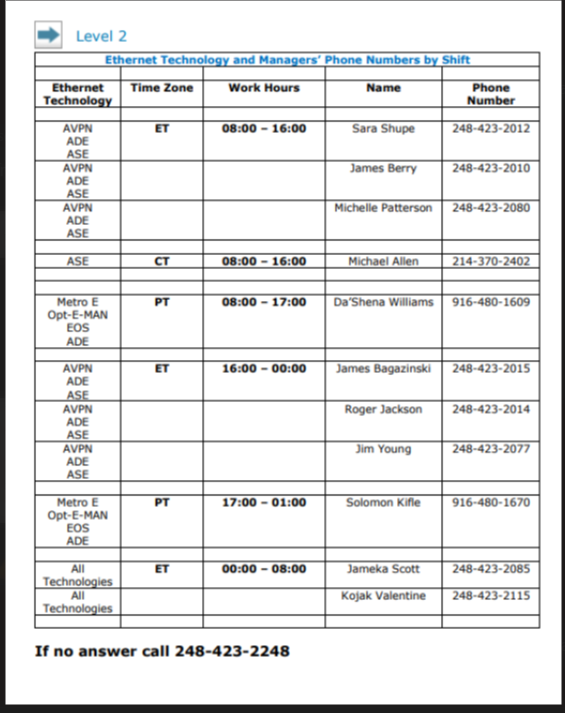 Level 2
Ethernet Technology and Managers' Phone Numbers by Shift
Ethernet Technology Time Zone Work Hours Name Phone Number
AVPN ET 08:00 – 16:00 Sara Shupe 248-423-2012
ADE
ASE
AVPN James Berry 248-423-2010
ADE
ASE
AVPN Michelle Patterson 248-423-2080
ADE
ASE
ASE CT 08:00 – 16:00 Michael Allen 214-370-2402
Metro E PT 08:00 – 17:00 Da'Shena Williams 916-480-1609
Opt-E-MAN
EOS
ADE
AVPN ET 16:00 – 00:00 James Bagazinski 248-423-2015
ADE
ASE
AVPN Roger Jackson 248-423-2014
ADE
ASE
AVPN Jim Young 248-423-2077
ADE
ASE
Metro E PT 17:00 – 01:00 Solomon Kifle 916-480-1670
Opt-E-MAN
EOS
ADE
All ET 00:00 – 08:00 Jameka Scott 248-423-2085
Technologies
All Kojak Valentine 248-423-2115
Technologies
If no answer call 248-423-2248